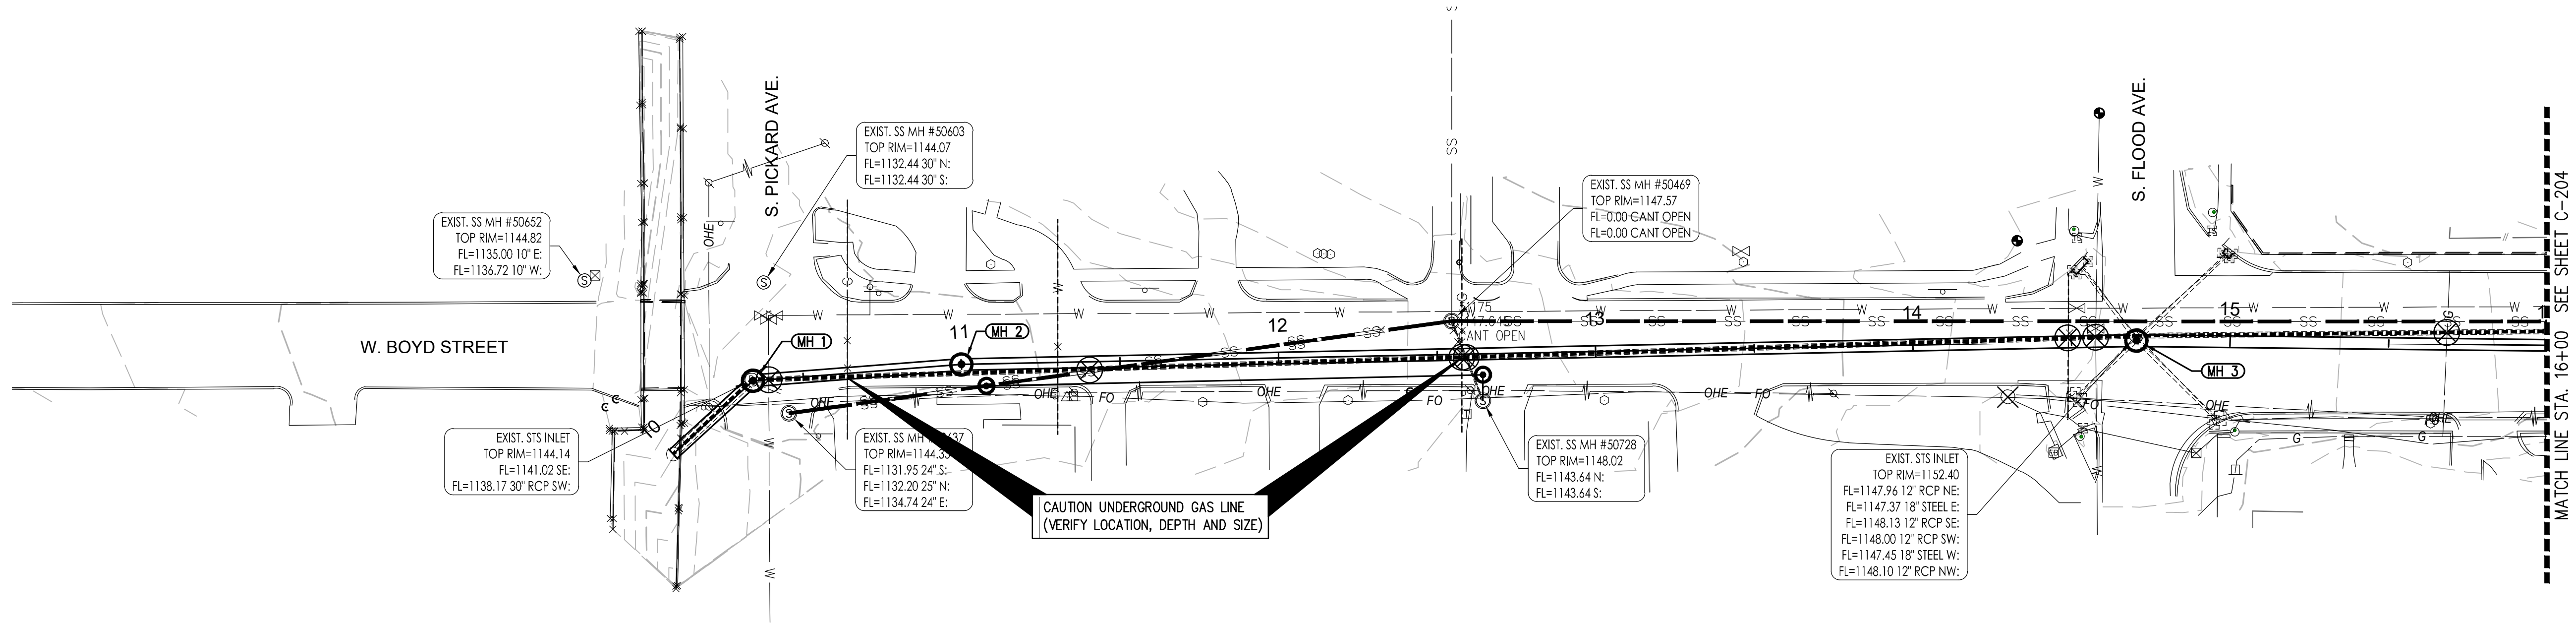 S. PICKARD AVE.
S. FLOOD AVE.
EXIST. SS MH #50603
TOP RIM=1144.07
FL=1132.44 30" N:
FL=1132.44 30" S:
EXIST. SS MH #50652
TOP RIM=1144.82
FL=1135.00 10" E:
FL=1136.72 10" W:
EXIST. SS MH #50469
TOP RIM=1147.57
FL=0.00 CANT OPEN
FL=0.00 CANT OPEN
W. BOYD STREET
MH 1
MH 2
MH 3
10
11
12
13
14
15
CANT OPEN
OHE
W
SS
FO
G
EXIST. STS INLET
TOP RIM=1144.14
FL=1141.02 SE:
FL=1138.17 30" RCP SW:
EXIST. SS MH
TOP RIM=1144.33
FL=1131.95 24" S:
FL=1132.20 25" N:
FL=1134.74 24" E:
CAUTION UNDERGROUND GAS LINE
(VERIFY LOCATION, DEPTH AND SIZE)
EXIST. SS MH #50728
TOP RIM=1148.02
FL=1143.64 N:
FL=1143.64 S:
EXIST. STS INLET
TOP RIM=1152.40
FL=1147.96 12" RCP NE:
FL=1147.37 18" STEEL E:
FL=1148.13 12" RCP SE:
FL=1148.00 12" RCP SW:
FL=1147.45 18" STEEL W:
FL=1148.10 12" RCP NW:
MATCH LINE STA. 16+00 SEE SHEET C-204